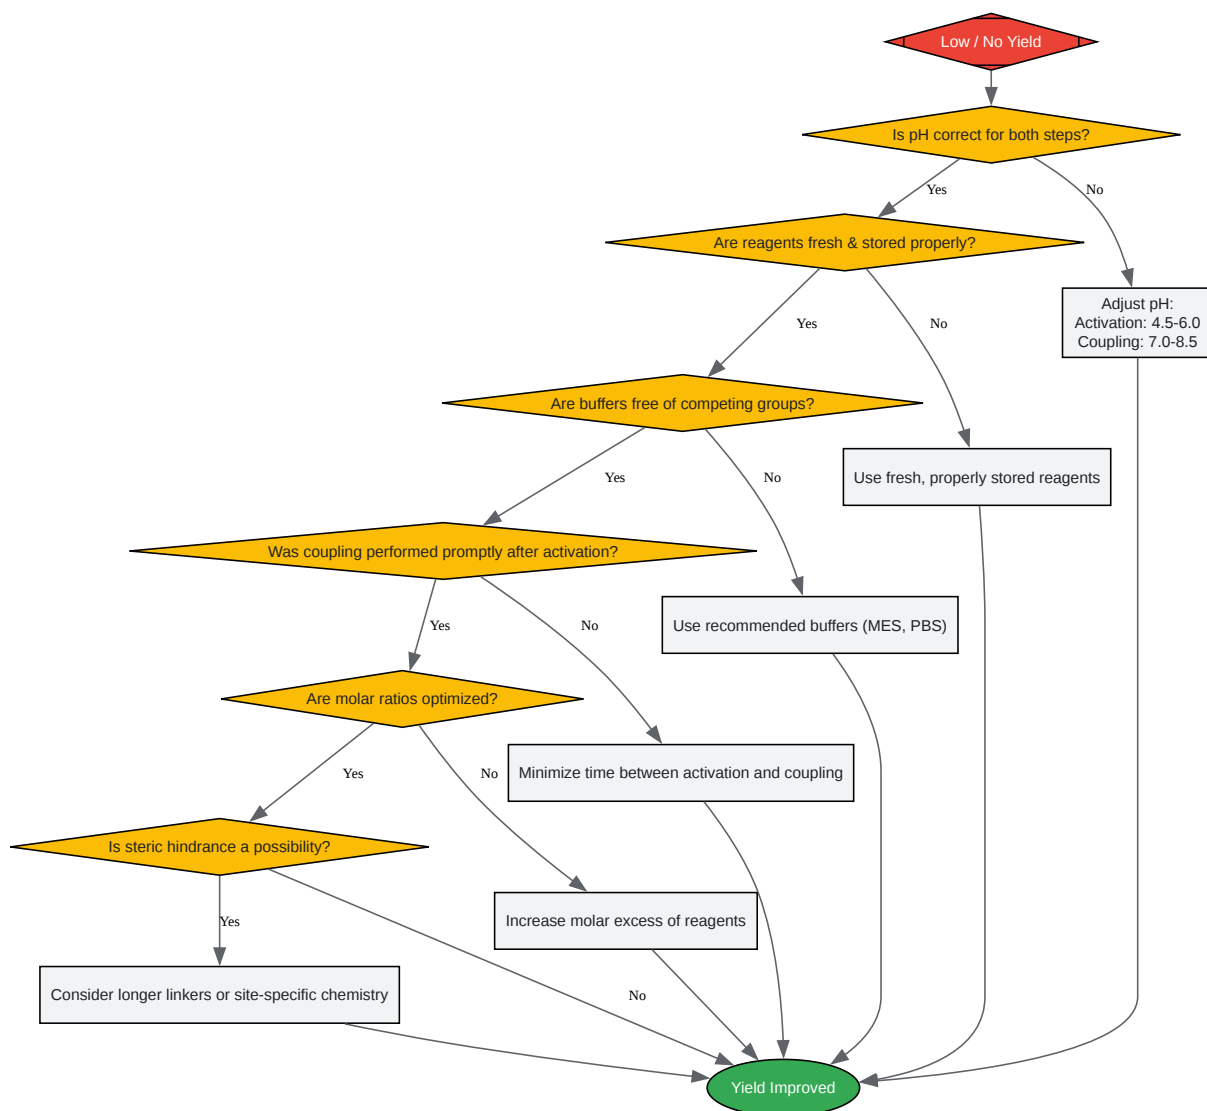 Low / No Yield
Is pH correct for both steps?
Yes
No
Are reagents fresh & stored properly?
Adjust pH:
Activation: 4.5-6.0
Coupling: 7.0-8.5
Yes
No
Are buffers free of competing groups?
Use fresh, properly stored reagents
Yes
No
Was coupling performed promptly after activation?
Use recommended buffers (MES, PBS)
Yes
No
Are molar ratios optimized?
Minimize time between activation and coupling
Yes
No
Is steric hindrance a possibility?
Increase molar excess of reagents
Yes
No
Consider longer linkers or site-specific chemistry
Yield Improved